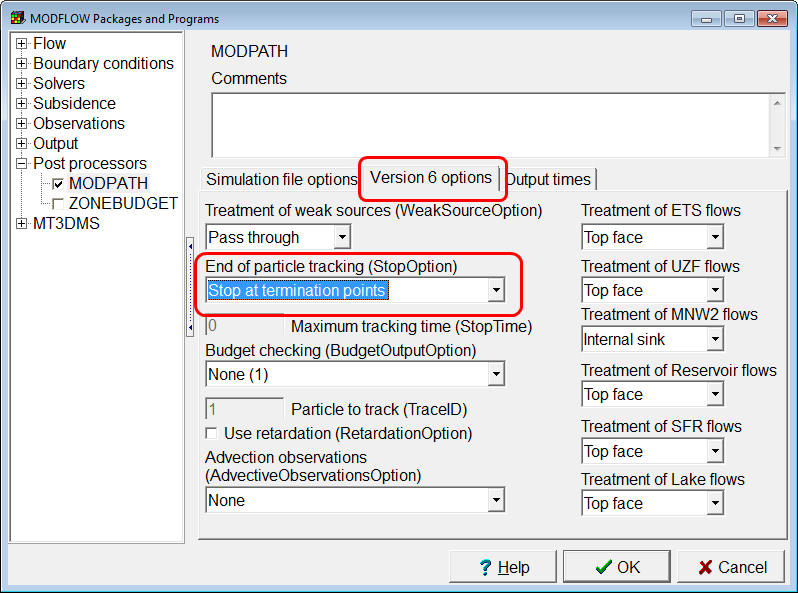 MODFLOW Packages and Programs
Flow
Boundary conditions
Solvers
Subsidence
Observations
Output
Post processors
MODPATH
ZONEBUDGET
MT3DMS
MODPATH
Comments
Simulation file options
Version 6 options
Output times
Treatment of weak sources (WeakSourceOption)
Pass through
End of particle tracking (StopOption)
Stop at termination points
0 Maximum tracking time (StopTime)
Budget checking (BudgetOutputOption)
None (1)
1 Particle to track (TraceID)
Use retardation (RetardationOption)
Advection observations
(AdvectiveObservationsOption)
None
Treatment of ETS flows
Top face
Treatment of UZF flows
Top face
Treatment of MNW2 flows
Internal sink
Treatment of Reservoir flows
Top face
Treatment of SFR flows
Top face
Treatment of Lake flows
Top face
? Help
OK
Cancel